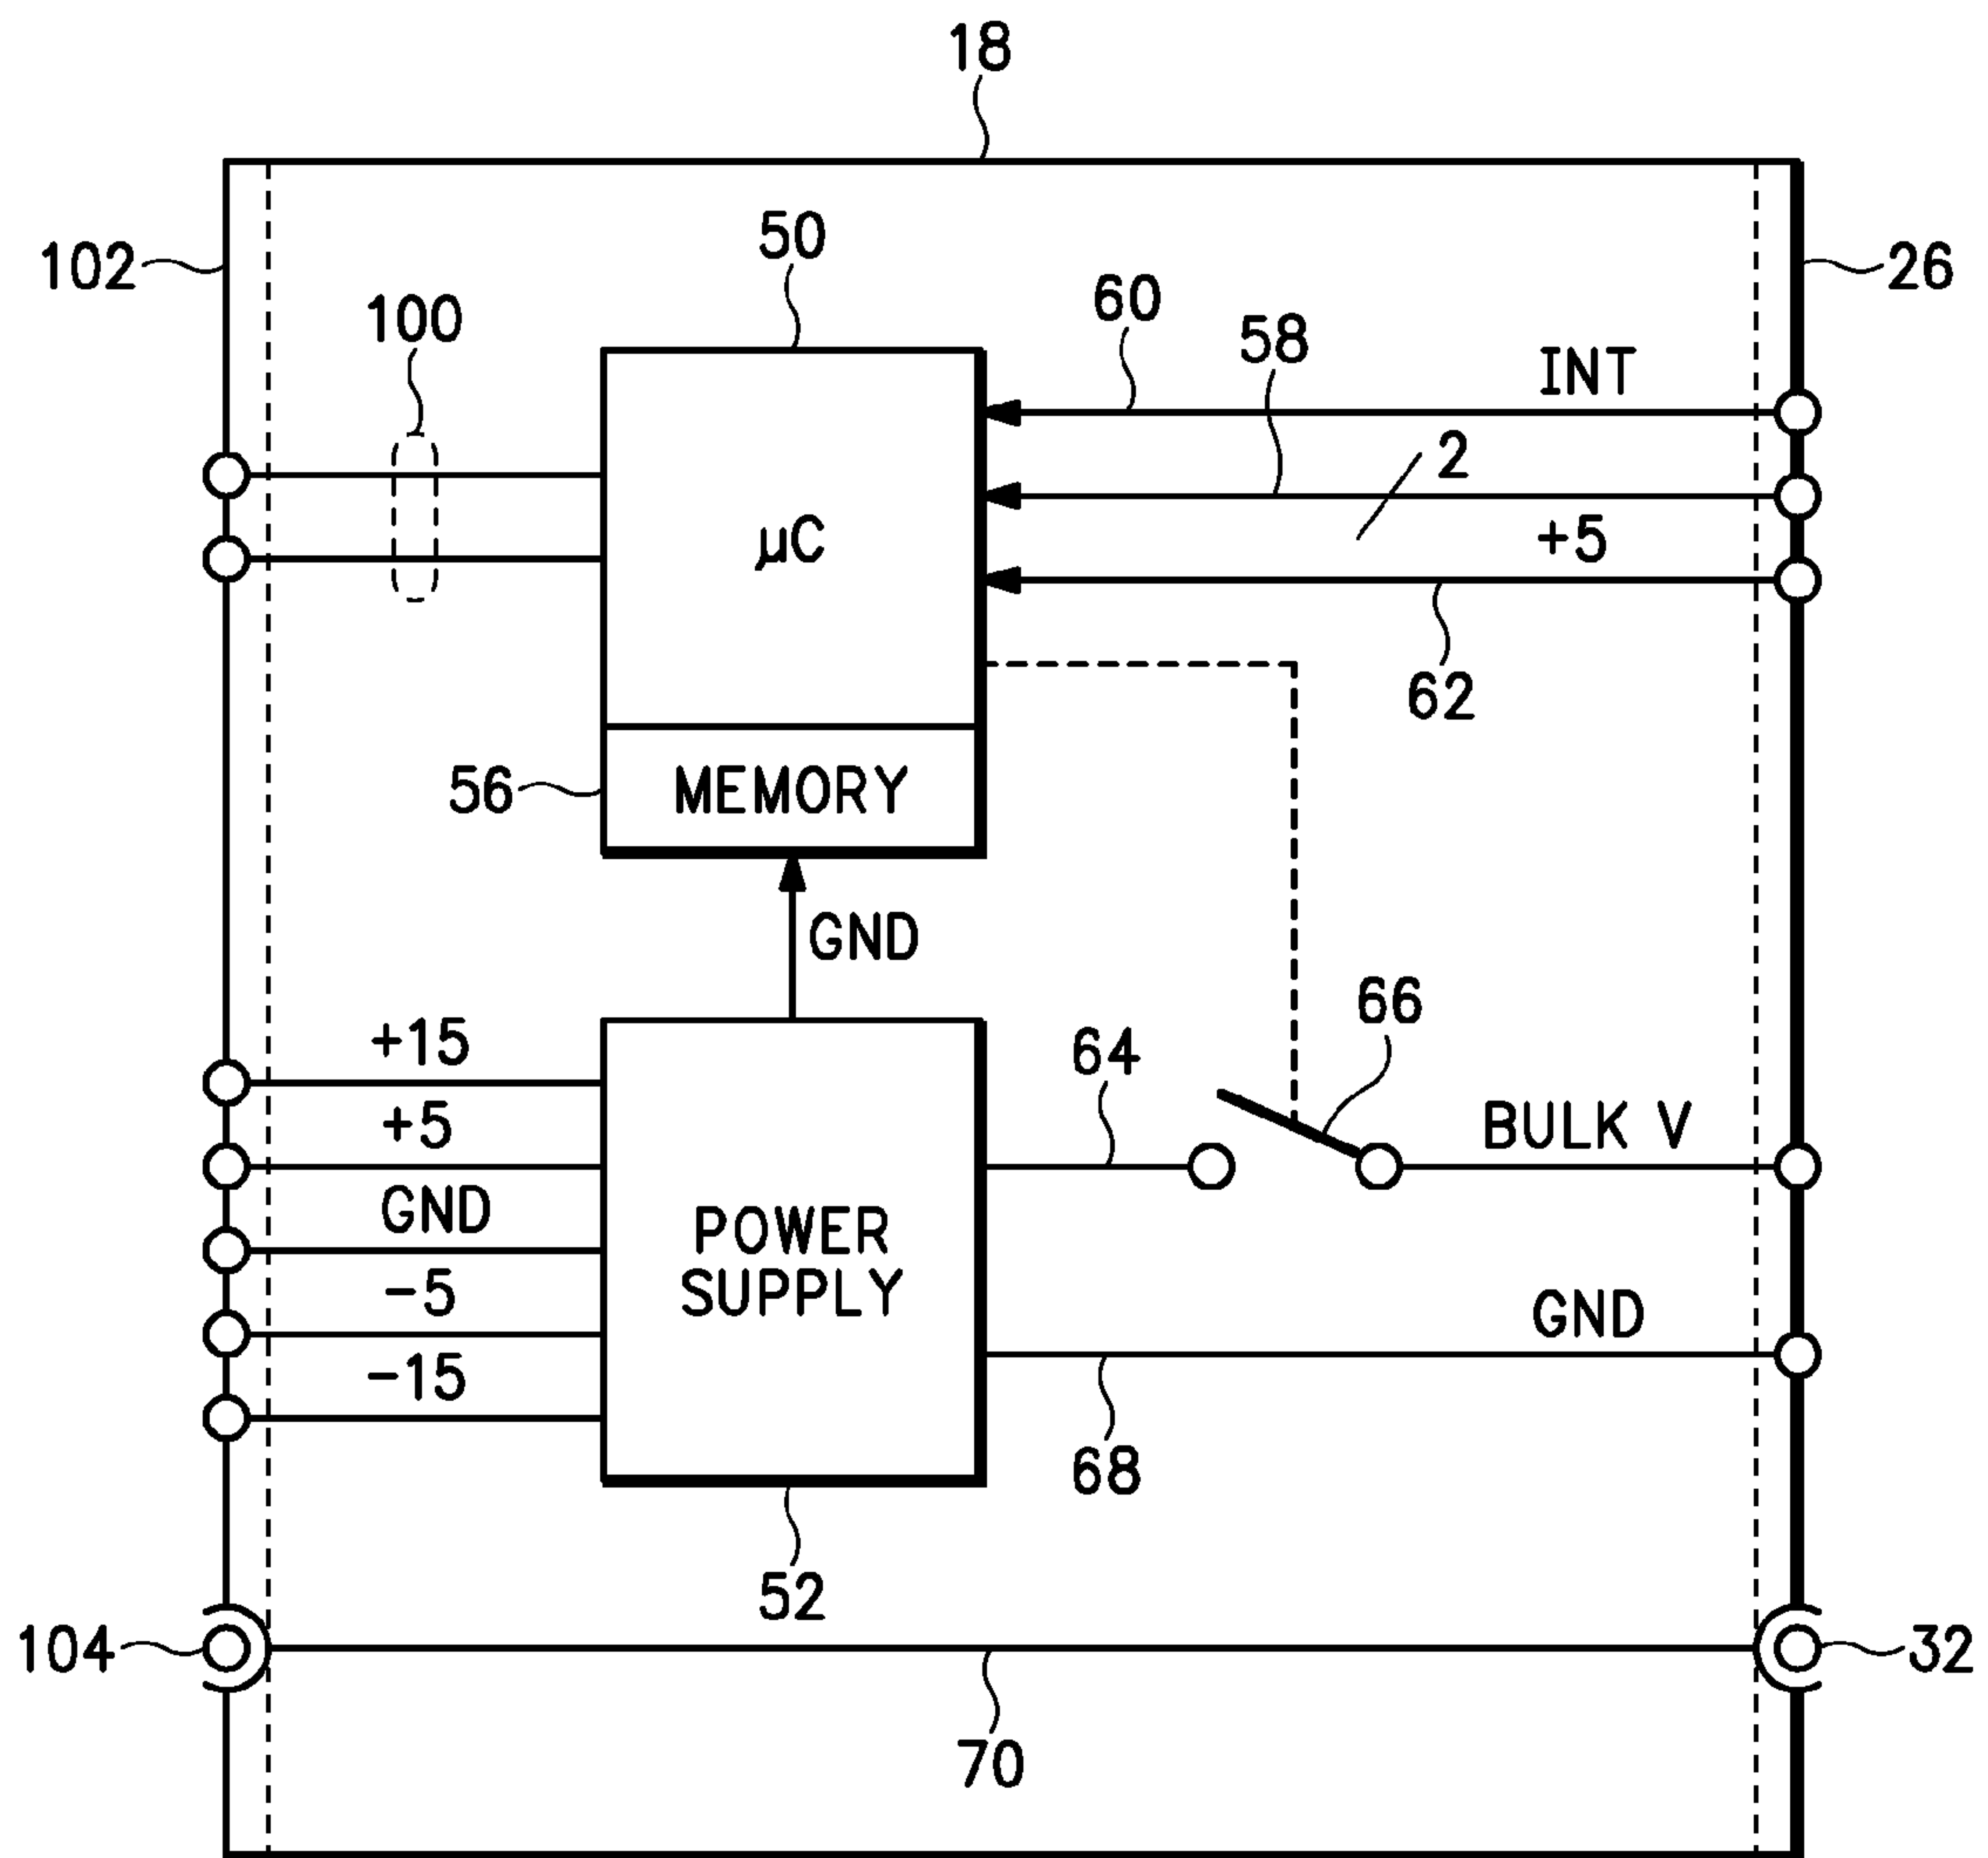 18
50
102
26
60
100
58
INT
2
µC
+5
62
56
MEMORY
GND
66
+15
64
+5
BULK V
GND
POWER
SUPPLY
-5
GND
-15
68
52
104
32
70